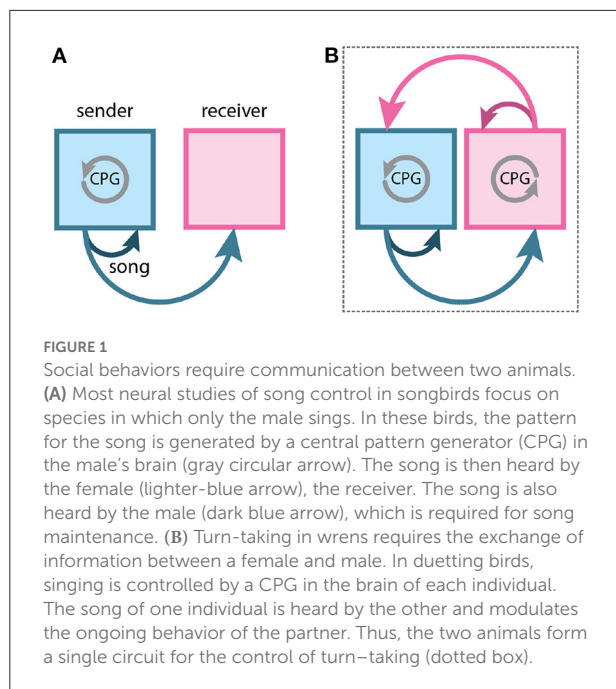 A
B
sender
receiver
CPG
CPG
CPG
song
FIGURE 1
Social behaviors require communication between two animals.
(A) Most neural studies of song control in songbirds focus on
species in which only the male sings. In these birds, the pattern
for the song is generated by a central pattern generator (CPG) in
the male's brain (gray circular arrow). The song is then heard by
the female (lighter-blue arrow), the receiver. The song is also
heard by the male (dark blue arrow), which is required for song
maintenance. (B) Turn-taking in wrens requires the exchange of
information between a female and male. In duetting birds,
singing is controlled by a CPG in the brain of each individual.
The song of one individual is heard by the other and modulates
the ongoing behavior of the partner. Thus, the two animals form
a single circuit for the control of turn–taking (dotted box).